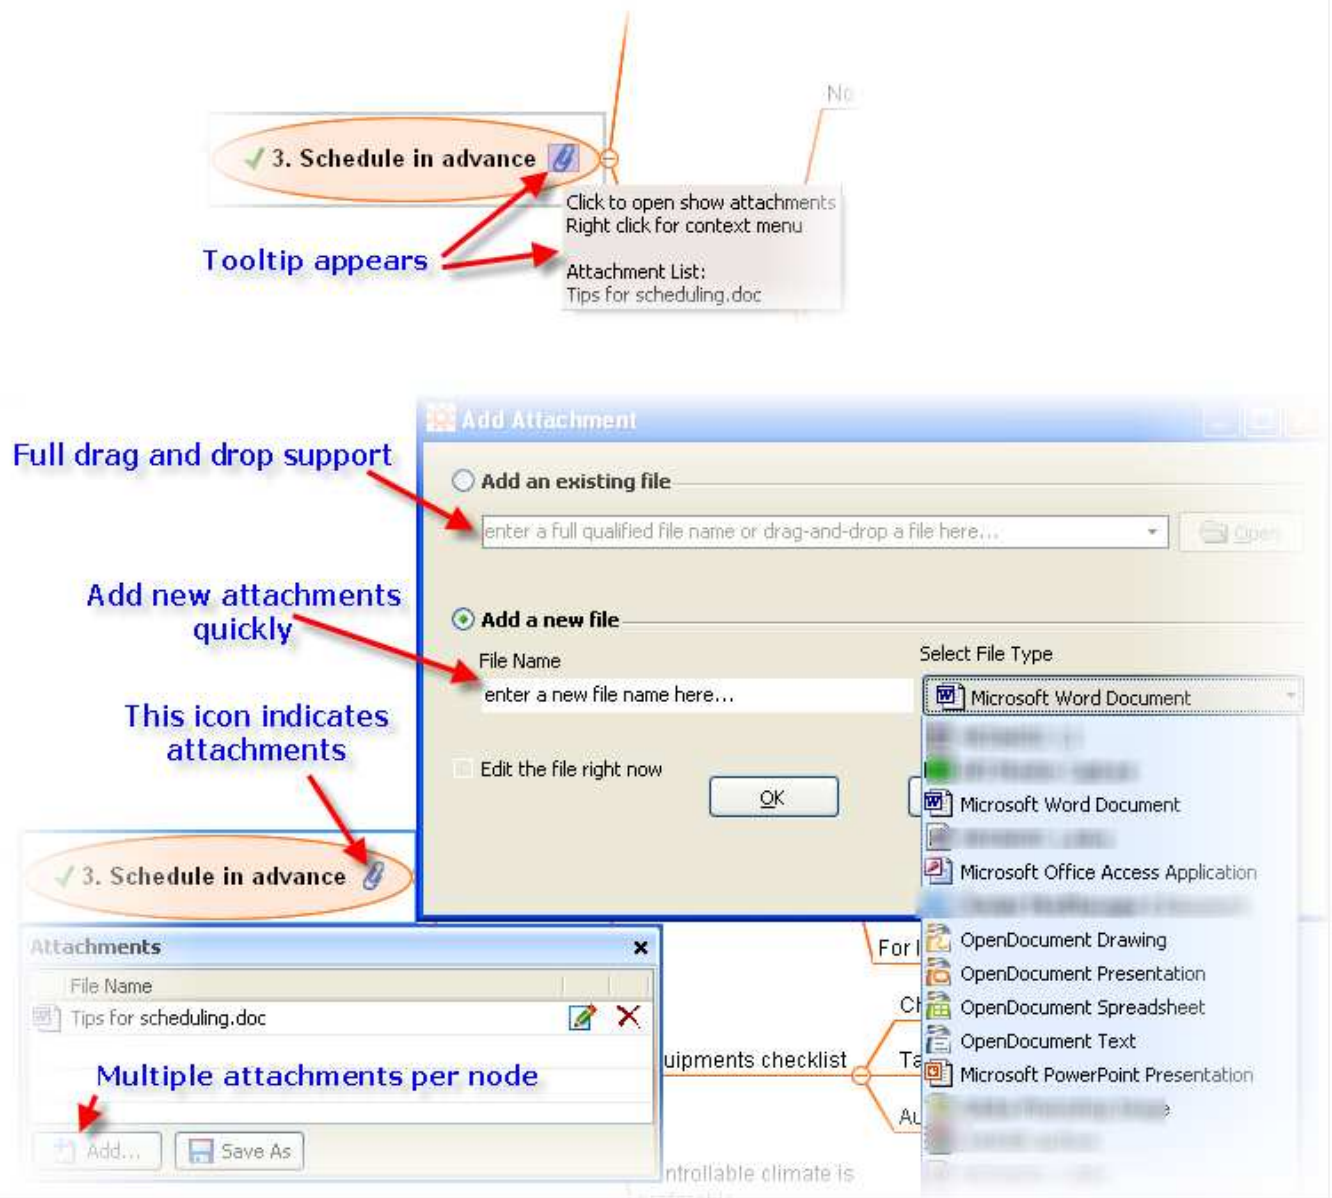 No
3. Schedule in advance
Click to open show attachments
Right click for context menu
Tooltip appears
Attachment List:
Tips for scheduling.doc
Add Attachment
Full drag and drop support
Add an existing file
enter a full qualified file name or drag-and-drop a file here...
Open
Add new attachments
quickly
Add a new file
File Name
Select File Type
enter a new file name here...
Microsoft Word Document
This icon indicates
attachments
Edit the file right now
OK
Microsoft Word Document
Microsoft Office Access Application
OpenDocument Drawing
OpenDocument Presentation
OpenDocument Spreadsheet
OpenDocument Text
Microsoft PowerPoint Presentation
3. Schedule in advance
Attachments
File Name
Tips for scheduling.doc
Multiple attachments per node
Add...
Save As
For
Ch
uipments checklist
Ta
Au
ntrollable climate is